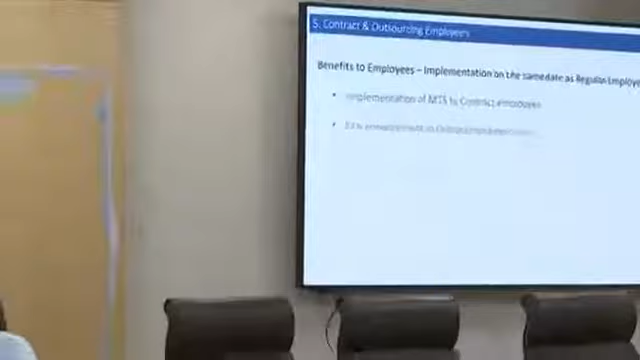 5. Contract & Outsourcing Employees
Benefits to Employees – Implementation on the samedate as Regular Employe
• Implementation of MTS to Contract employees
•